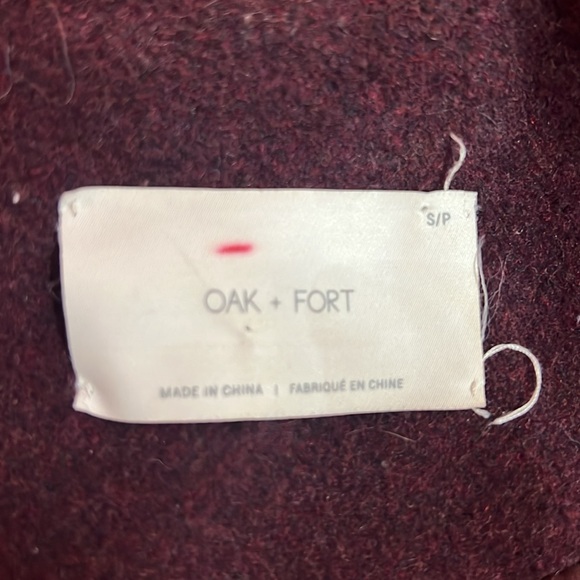 S/P
OAK + FORT
MADE IN CHINA | FABRIQUÉ EN CHINE